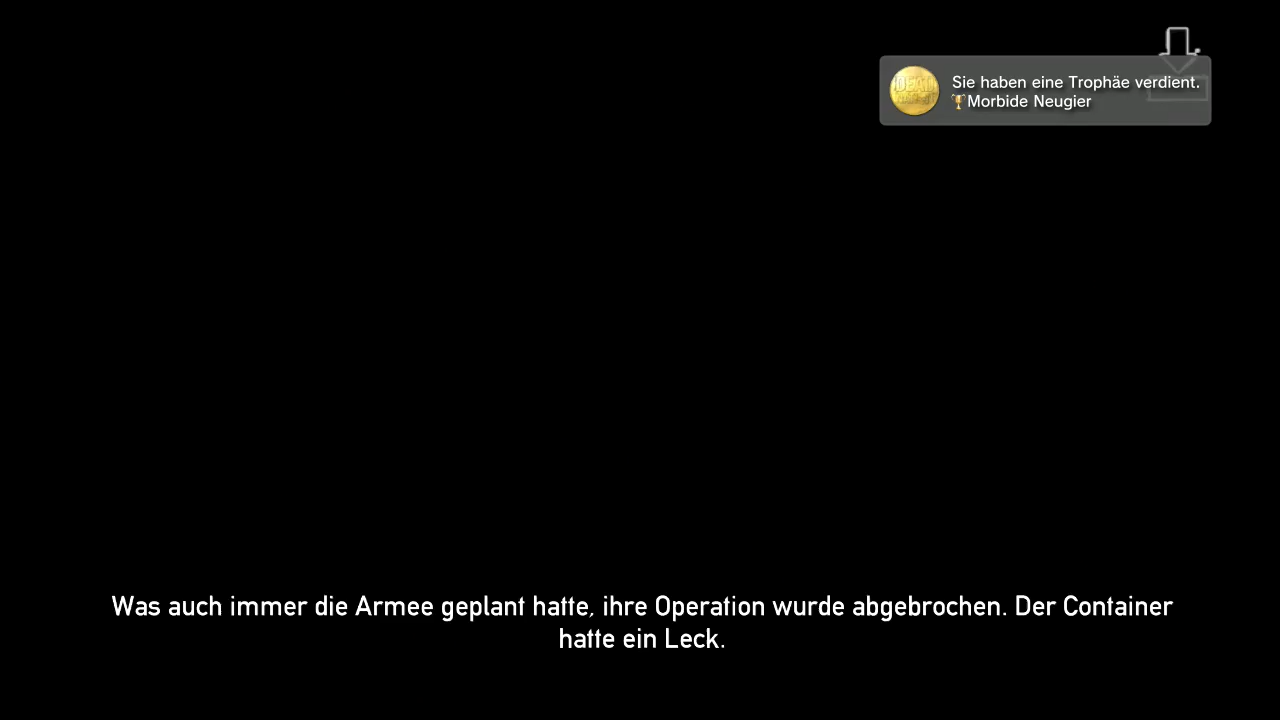 Sie haben eine Trophäe verdient.
Morbide Neugier
Was auch immer die Armee geplant hatte, ihre Operation wurde abgebrochen. Der Container
hatte ein Leck.